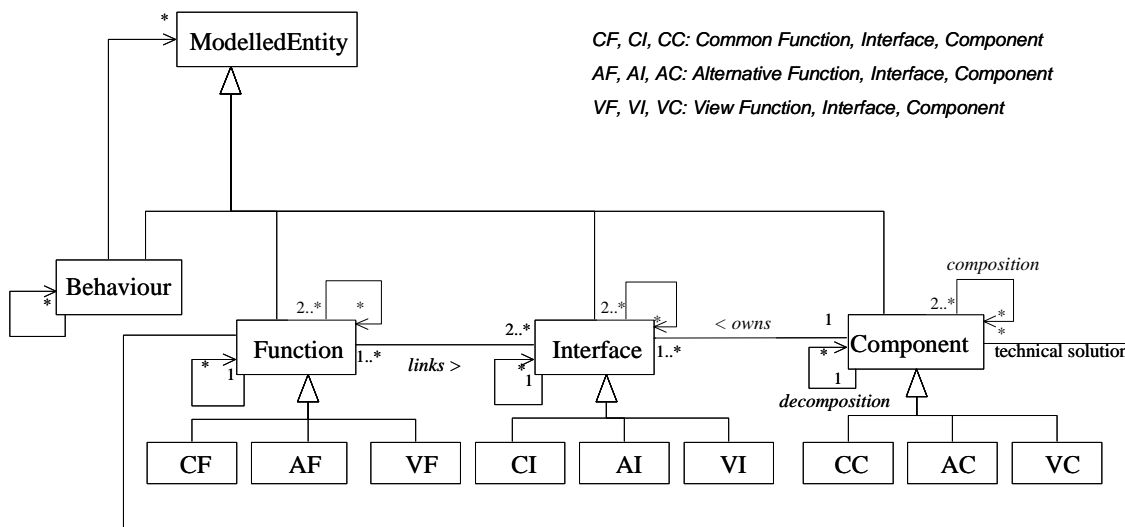 *
ModelledEntity
CF, CI, CC: Common Function, Interface, Component
AF, AI, AC: Alternative Function, Interface, Component
VF, VI, VC: View Function, Interface, Component
Behaviour
*
2..*
*
Function
*
1
1..*
links >
2..*
2..*
*
Interface
*
1
1..*
< owns
1
composition
2..*
*
*
Component
*
1
decomposition
technical solution
CF
AF
VF
CI
AI
VI
CC
AC
VC